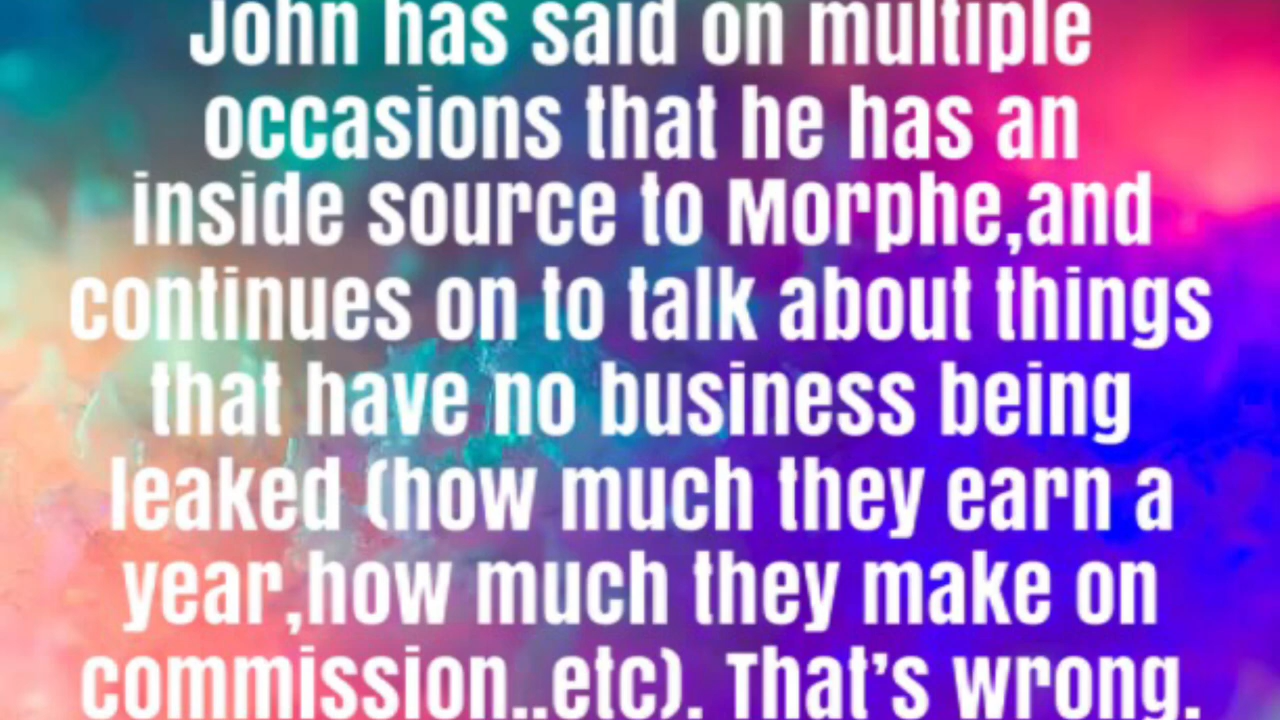 John has said on multiple
occasions that he has an
inside source to Morphe,and
continues on to talk about things
that have no business being
leaked (how much they earn a
year,how much they make on
commission..etc). That's wrong.